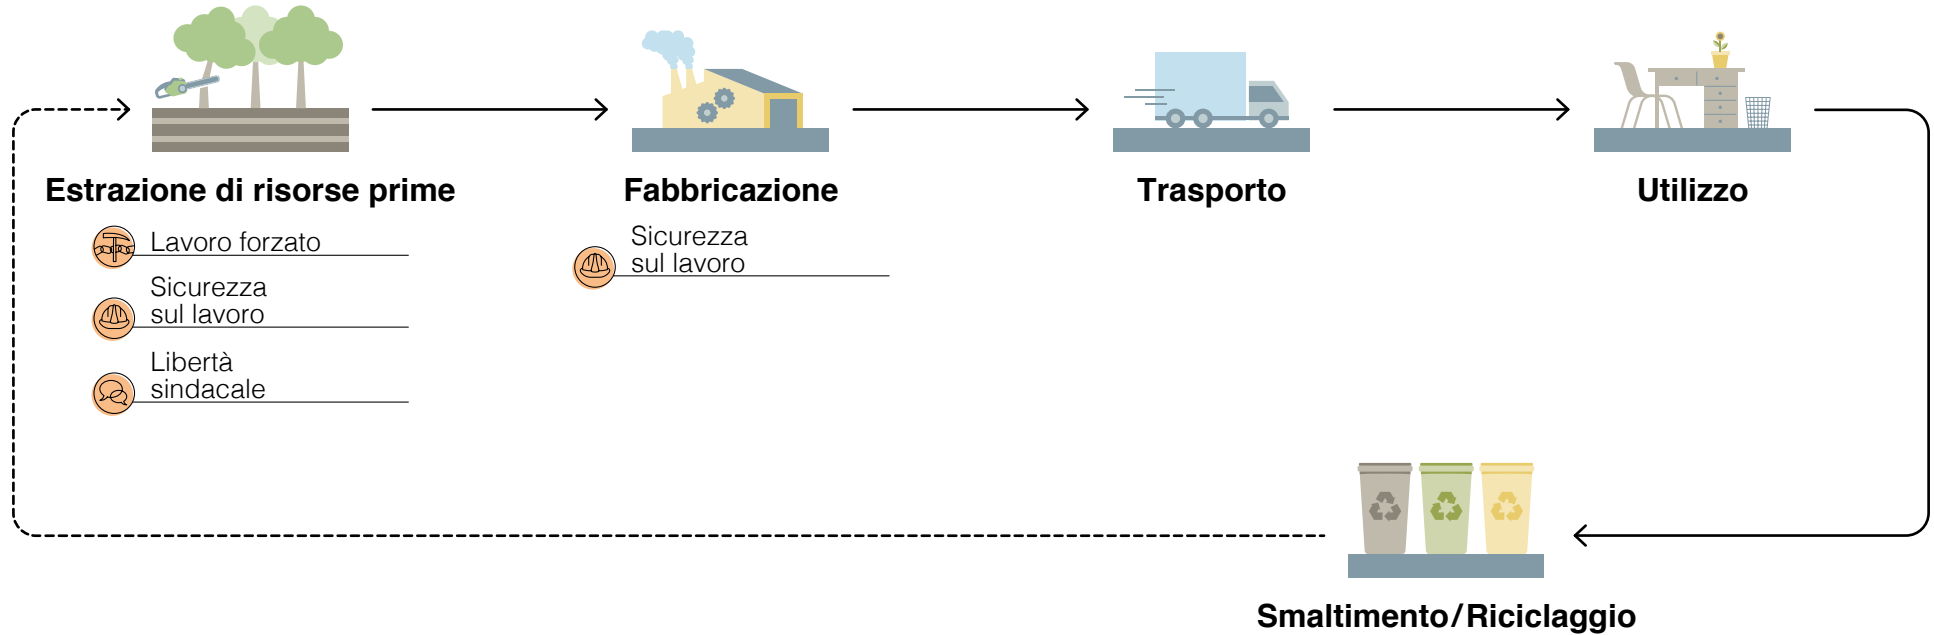 Estrazione di risorse prime
Lavoro forzato
Sicurezza
sul lavoro
Libertà
sindacale
Fabbricazione
Sicurezza
sul lavoro
Trasporto
Utilizzo
Smaltimento/Riciclaggio